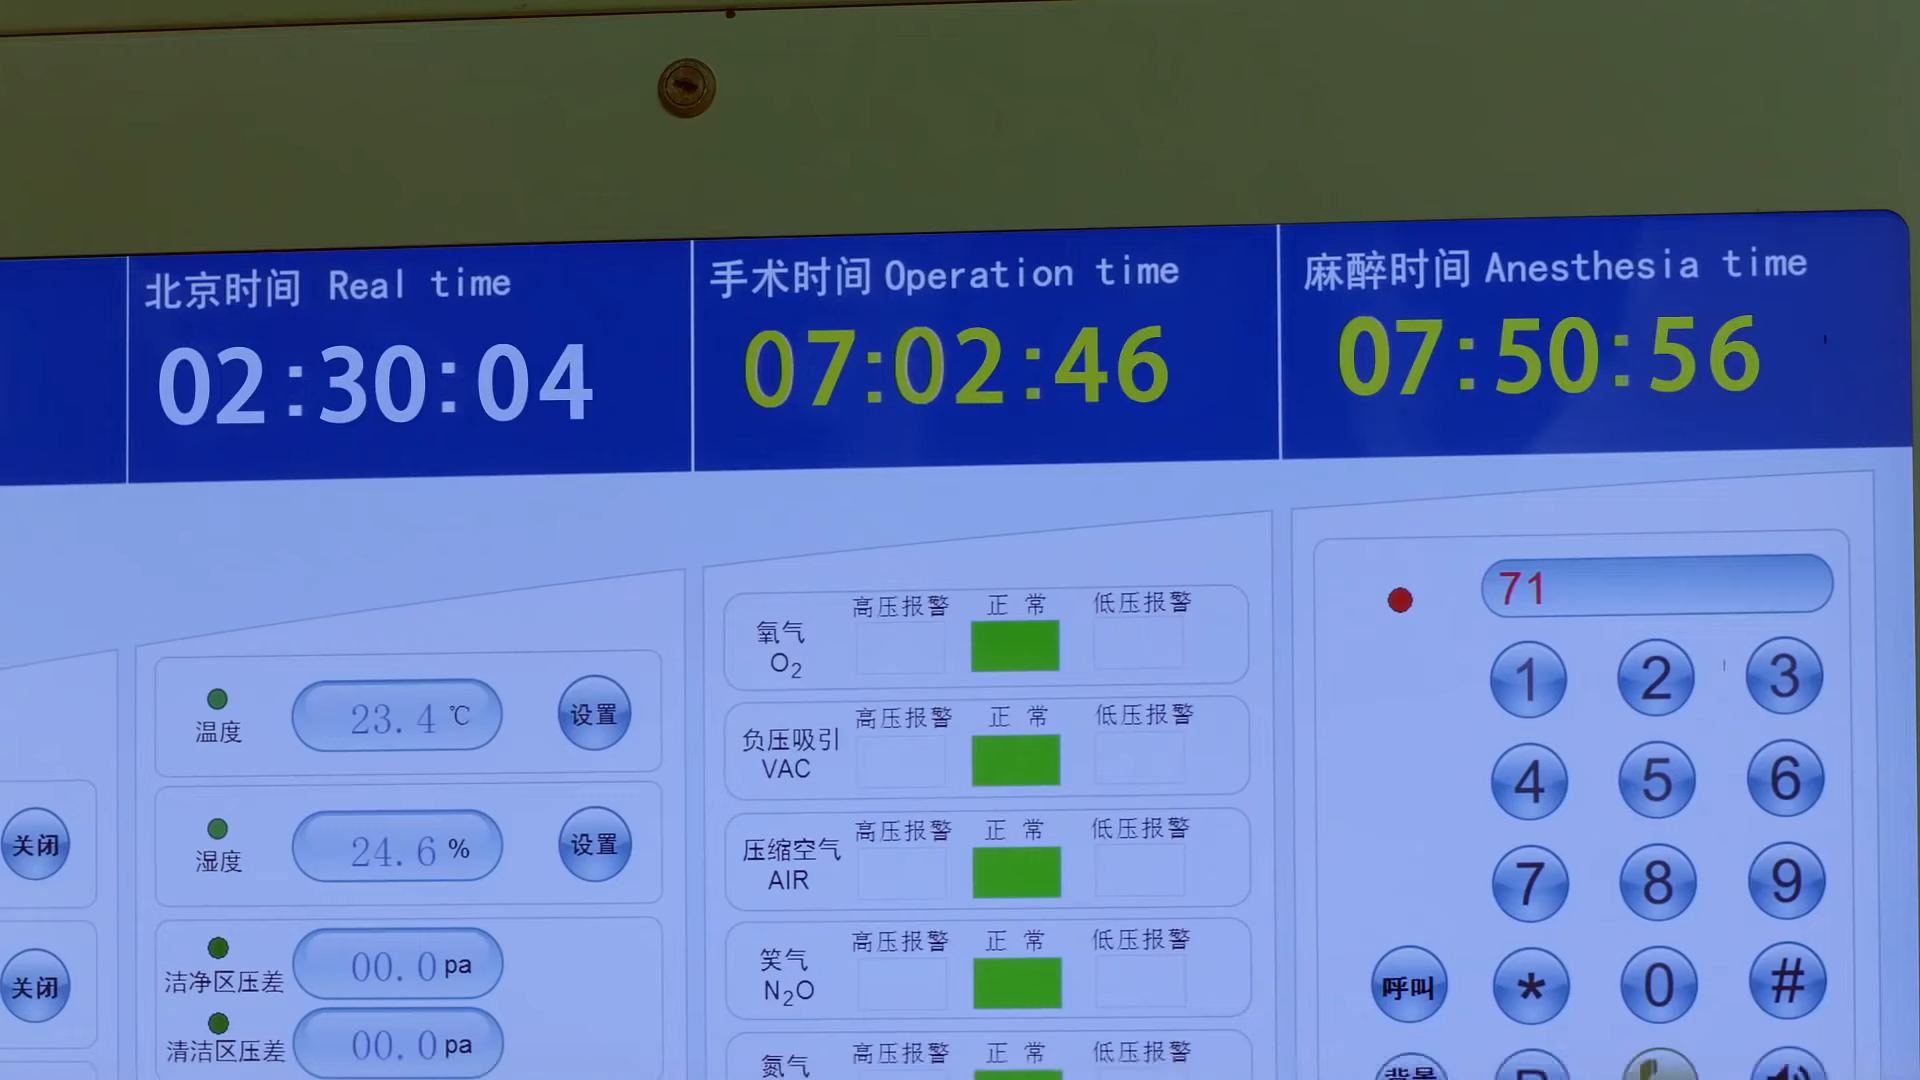 北京时间 Real time
02:30:04
手术时间 Operation time
07:02:46
麻醉时间 Anesthesia time
07:50:56
关闭
关闭
温度
23.4 ℃
设置
湿度
24.6 %
设置
洁净区压差
00.0 pa
清洁区压差
00.0 pa
高压报警 正常 低压报警
氧气
O₂
高压报警 正常 低压报警
负压吸引
VAC
高压报警 正常 低压报警
压缩空气
AIR
高压报警 正常 低压报警
笑气
N₂O
高压报警 正常 低压报警
氮气
71
1 2 3
4 5 6
7 8 9
呼叫 * 0 #
背景